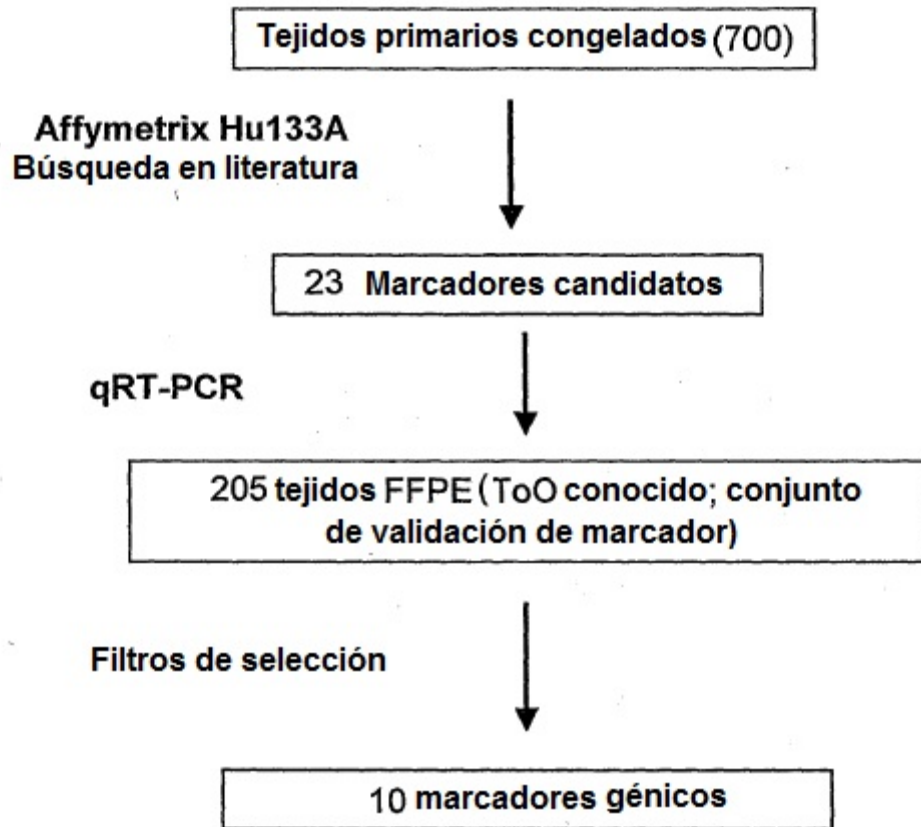 Tejidos primarios congelados (700)
Affymetrix Hu133A
Búsqueda en literatura
23 Marcadores candidatos
qRT-PCR
205 tejidos FFPE (ToO conocido; conjunto
de validación de marcador)
Filtros de selección
10 marcadores génicos